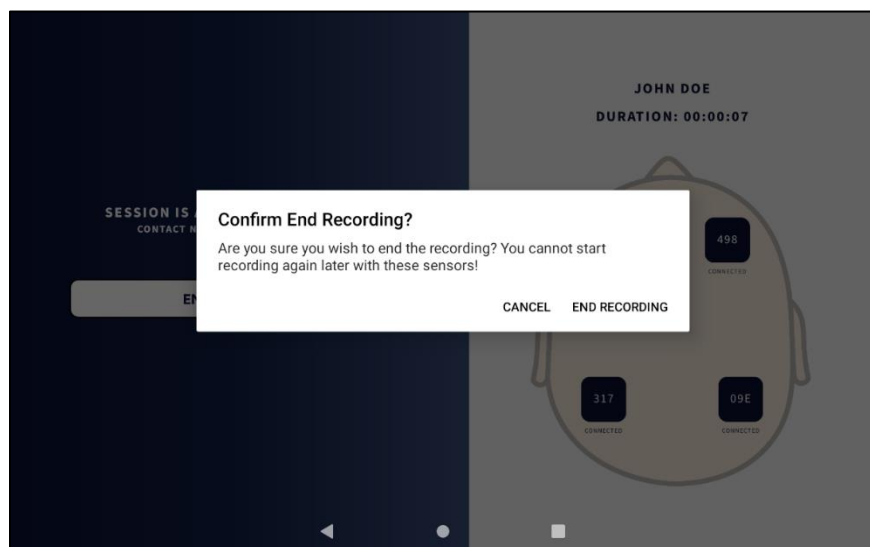 JOHN DOE
DURATION: 00:00:07
SESSION IS
CONTACT
Confirm End Recording?
Are you sure you wish to end the recording? You cannot start
recording again later with these sensors!
CANCEL END RECORDING
498
CONNECTED
317
CONNECTED
09E
CONNECTED